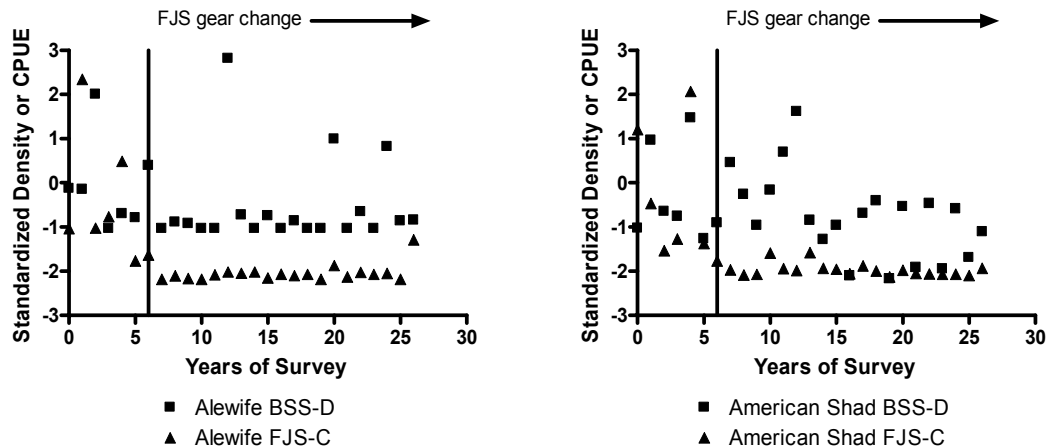 FJS gear change
Standardized Density or CPUE
3
2
1
0
-1
-2
-3
0
5
10
15
20
25
30
Years of Survey
Alewife BSS-D
Alewife FJS-C
FJS gear change
Standardized Density or CPUE
3
2
1
0
-1
-2
-3
0
5
10
15
20
25
30
Years of Survey
American Shad BSS-D
American Shad FJS-C